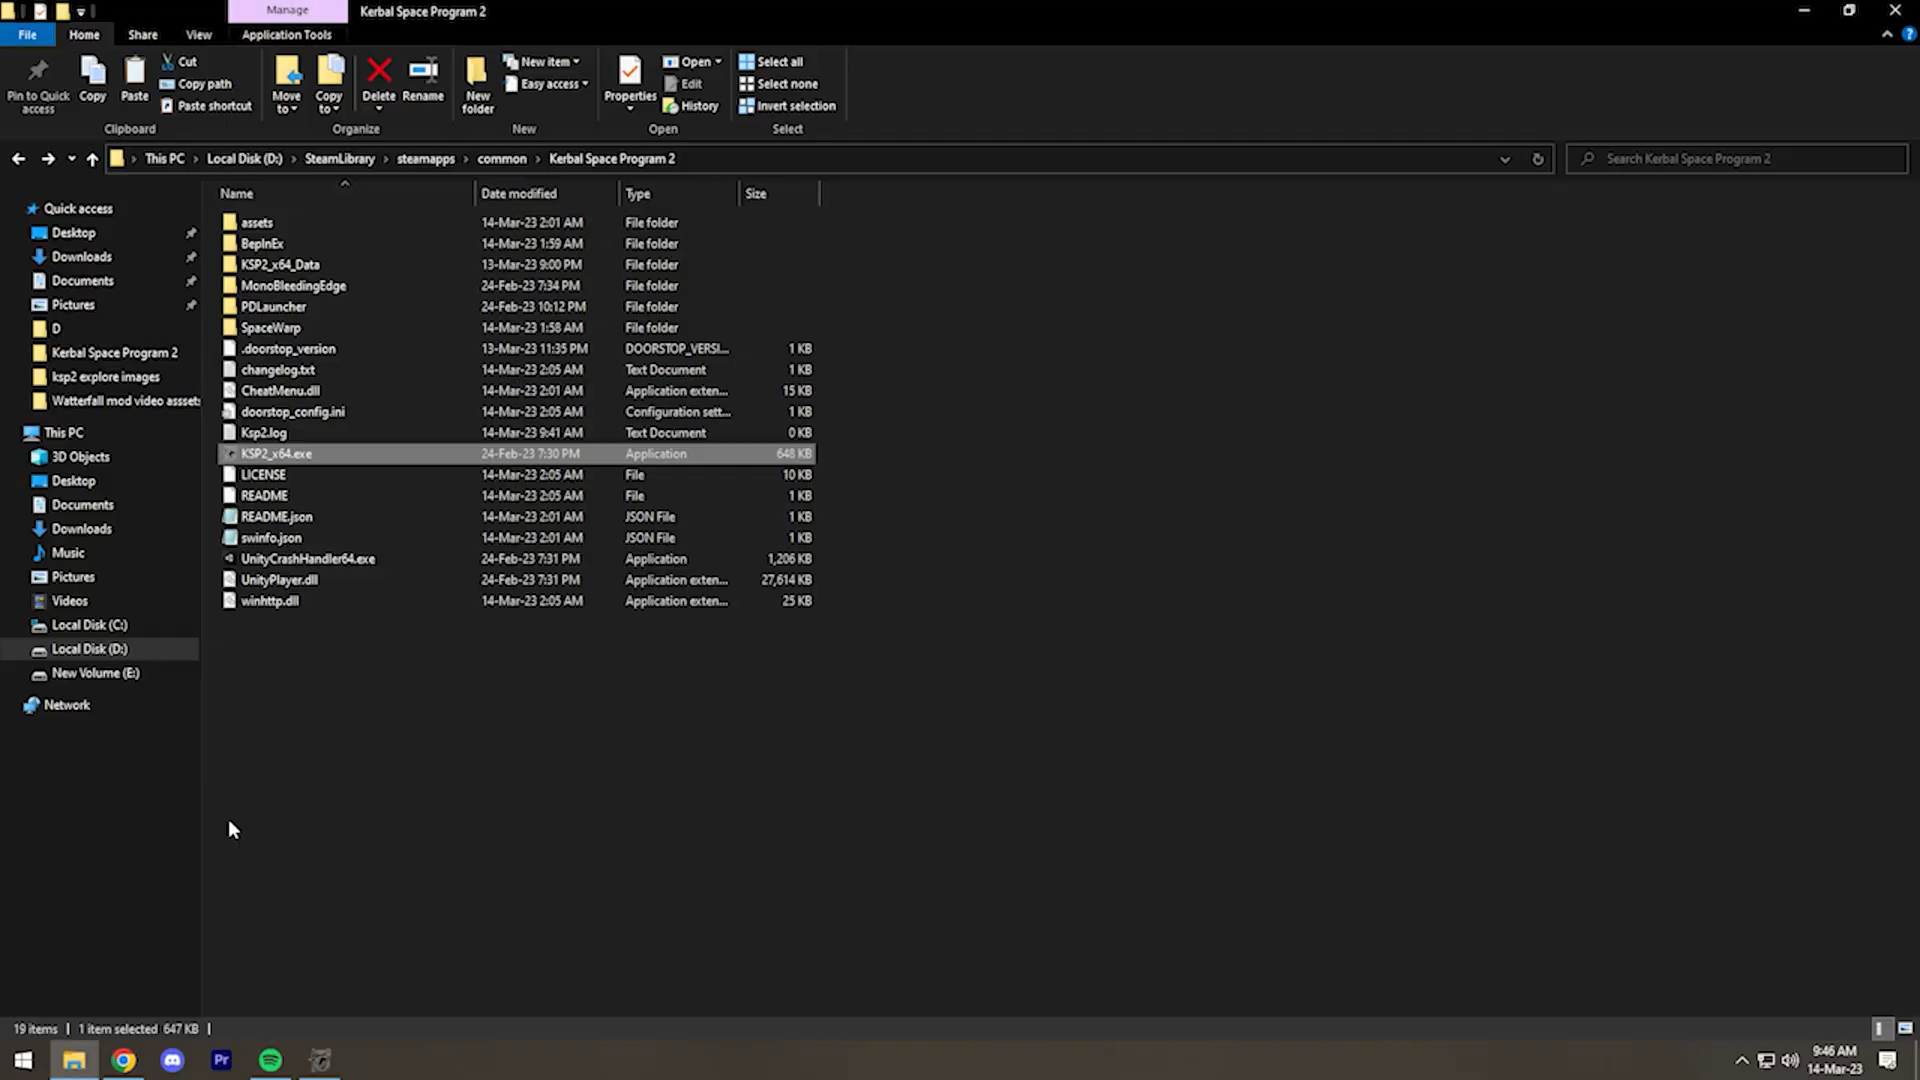 Manage
Kerbal Space Program 2
File
Home
Share
View
Application Tools
Pin to Quick access
Copy
Paste
Cut
Copy path
Paste shortcut
Clipboard
Move to
Copy to
Delete
Rename
Organize
New folder
New item
Easy access
New
Properties
Open
Edit
History
Open
Select all
Select none
Invert selection
Select
This PC › Local Disk (D:) › SteamLibrary › steamapps › common › Kerbal Space Program 2
Search Kerbal Space Program 2
Quick access
Desktop
Downloads
Documents
Pictures
D
Kerbal Space Program 2
ksp2 explore images
Watterfall mod video asssets
This PC
3D Objects
Desktop
Documents
Downloads
Music
Pictures
Videos
Local Disk (C:)
Local Disk (D:)
New Volume (E:)
Network
Name Date modified Type Size
assets 14-Mar-23 2:01 AM File folder
BepInEx 14-Mar-23 1:59 AM File folder
KSP2_x64_Data 13-Mar-23 9:00 PM File folder
MonoBleedingEdge 24-Feb-23 7:34 PM File folder
PDLauncher 24-Feb-23 10:12 PM File folder
SpaceWarp 14-Mar-23 1:58 AM File folder
.doorstop_version 13-Mar-23 11:35 PM DOORSTOP_VERSI... 1 KB
changelog.txt 14-Mar-23 2:05 AM Text Document 1 KB
CheatMenu.dll 14-Mar-23 2:01 AM Application exten... 15 KB
doorstop_config.ini 14-Mar-23 2:05 AM Configuration sett... 1 KB
Ksp2.log 14-Mar-23 9:41 AM Text Document 0 KB
KSP2_x64.exe 24-Feb-23 7:30 PM Application 648 KB
LICENSE 14-Mar-23 2:05 AM File 10 KB
README 14-Mar-23 2:05 AM File 1 KB
README.json 14-Mar-23 2:01 AM JSON File 1 KB
swinfo.json 14-Mar-23 2:01 AM JSON File 1 KB
UnityCrashHandler64.exe 24-Feb-23 7:31 PM Application 1,206 KB
UnityPlayer.dll 24-Feb-23 7:31 PM Application exten... 27,614 KB
winhttp.dll 14-Mar-23 2:05 AM Application exten... 25 KB
19 items | 1 item selected 647 KB |
Pr
9:46 AM
14-Mar-23